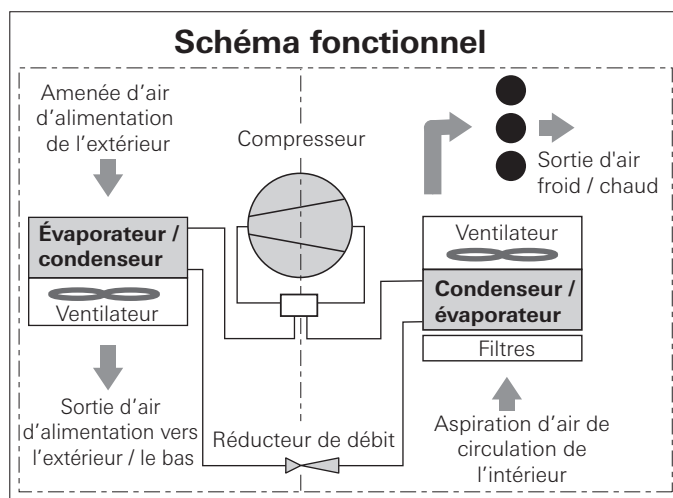 Schéma fonctionnel
Amenée d’air
d’alimentation
de l’extérieur
Compresseur
Sortie d'air
froid / chaud
Évaporateur /
condenseur
Ventilateur
Ventilateur
Condenseur /
évaporateur
Filtres
Sortie d’air
d’alimentation vers
l’extérieur / le bas
Réducteur de débit
Aspiration d’air de
circulation de
l’intérieur